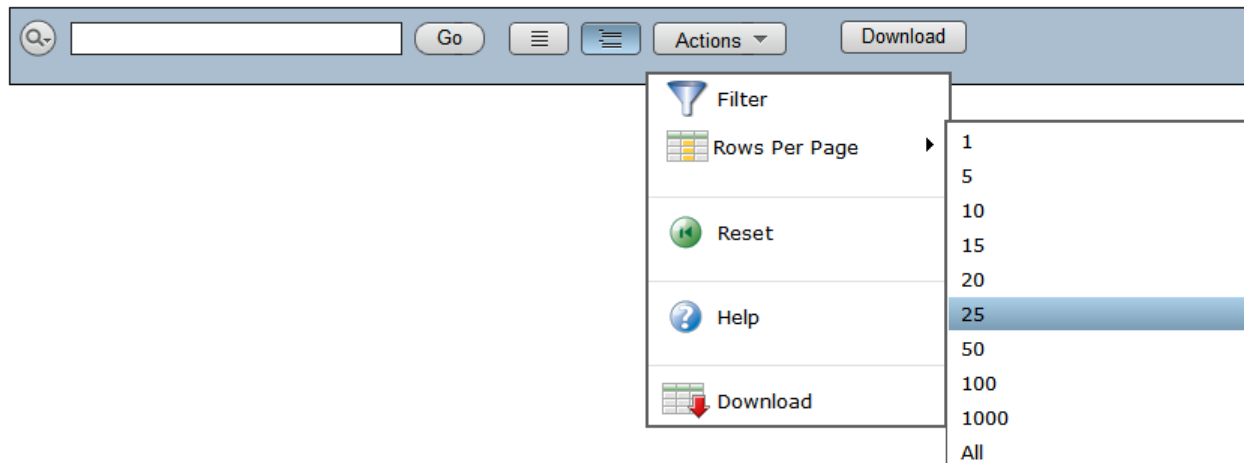 Go
Actions
Download
Filter
Rows Per Page
Reset
Help
Download
1
5
10
15
20
25
50
100
1000
All